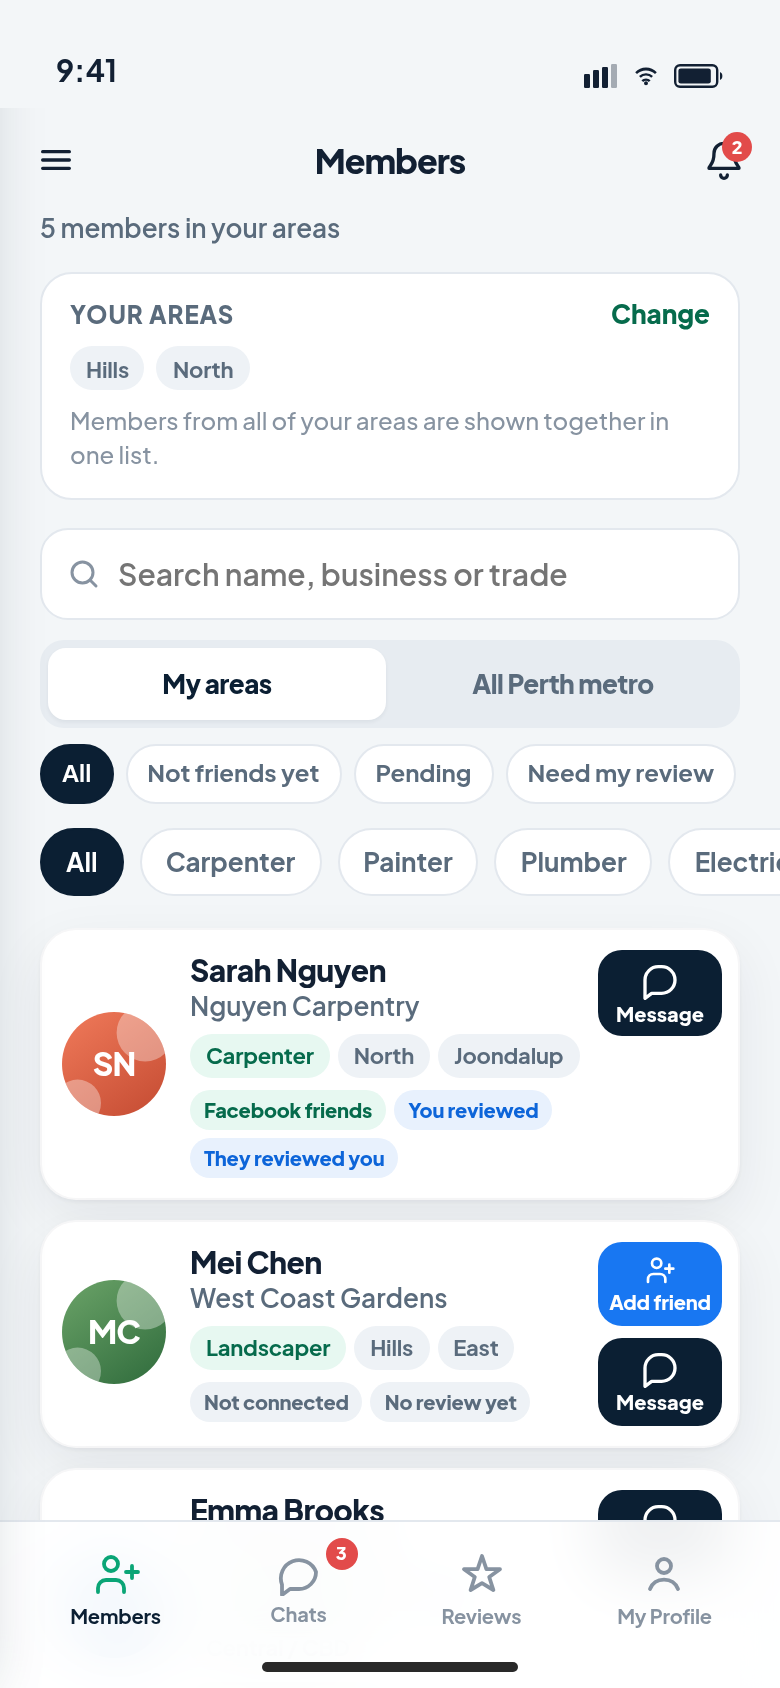 9:41
Members
2
5 members in your areas
YOUR AREAS
Change
Hills
North
Members from all of your areas are shown together in
one list.
Search name, business or trade
My areas
All Perth metro
All
Not friends yet
Pending
Need my review
All
Carpenter
Painter
Plumber
Electric
Sarah Nguyen
Nguyen Carpentry
SN
Carpenter
North
Joondalup
Facebook friends
You reviewed
They reviewed you
Message
Mei Chen
West Coast Gardens
MC
Landscaper
Hills
East
Not connected
No review yet
Add friend
Message
Emma Brooks
Members
3
Chats
Reviews
My Profile